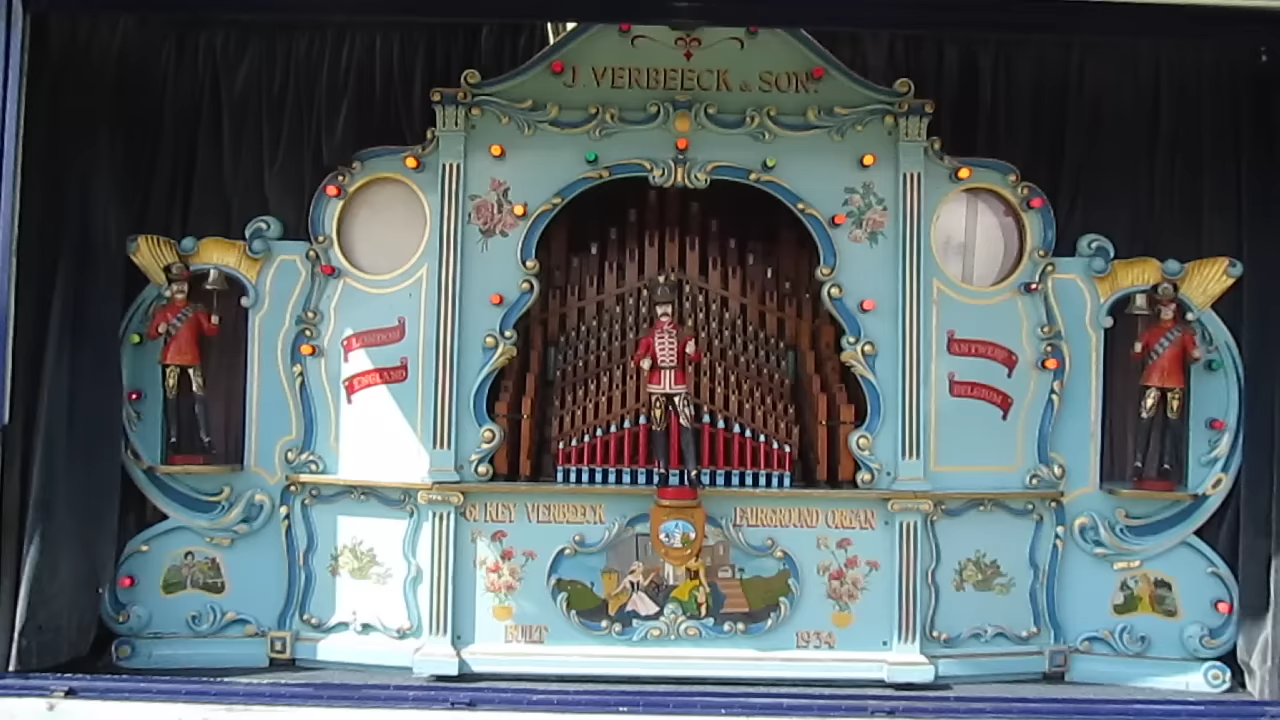 J. VERBEECK & SON.
LONDON
ENGLAND
ANTWERP
BELGIUM
61 KEY VERBEECK FAIRGROUND ORGAN
BUILT 1934